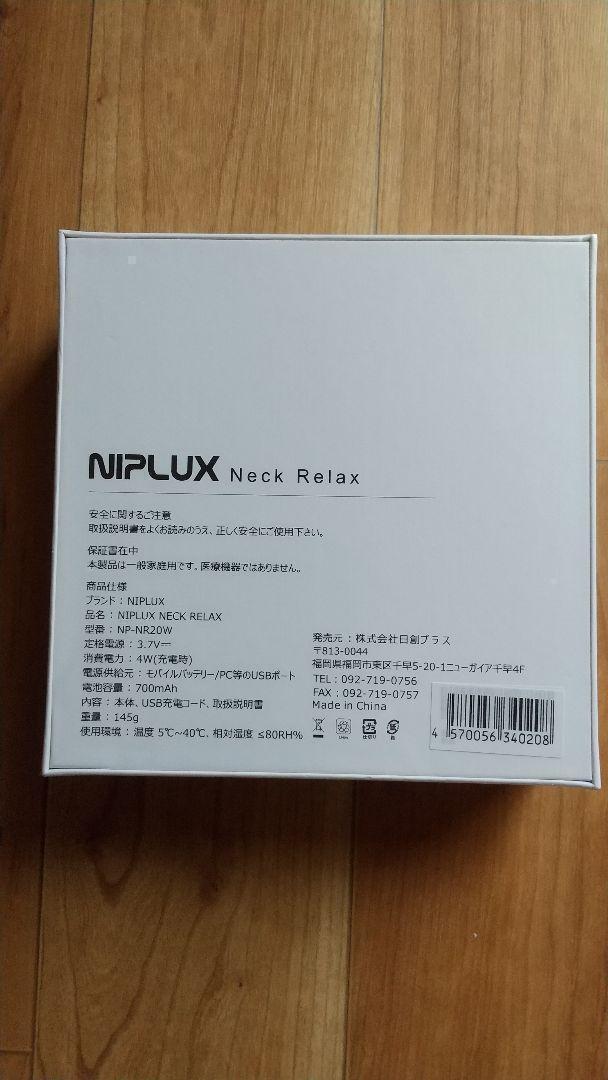 NIPLUX Neck Relax
安全に関するご注意
取扱説明書をよくお読みのうえ、正しく安全にご使用下さい。
保証書在中
本製品は一般家庭用です。医療機器ではありません。
商品仕様
ブランド：NIPLUX
品名：NIPLUX NECK RELAX
型番：NP-NR20W
定格電源：3.7V⎓
消費電力：4W(充電時)
電源供給元：モバイルバッテリー/PC等のUSBポート
電池容量：700mAh
内容：本体、USB充電コード、取扱説明書
重量：145g
使用環境：温度 5℃~40℃、相対湿度 ≤80RH%
発売元：株式会社日創プラス
〒813-0044
福岡県福岡市東区千早5-20-1ニューガイア千早4F
TEL：092-719-0756
FAX：092-719-0757
Made in China
4 570056 340208